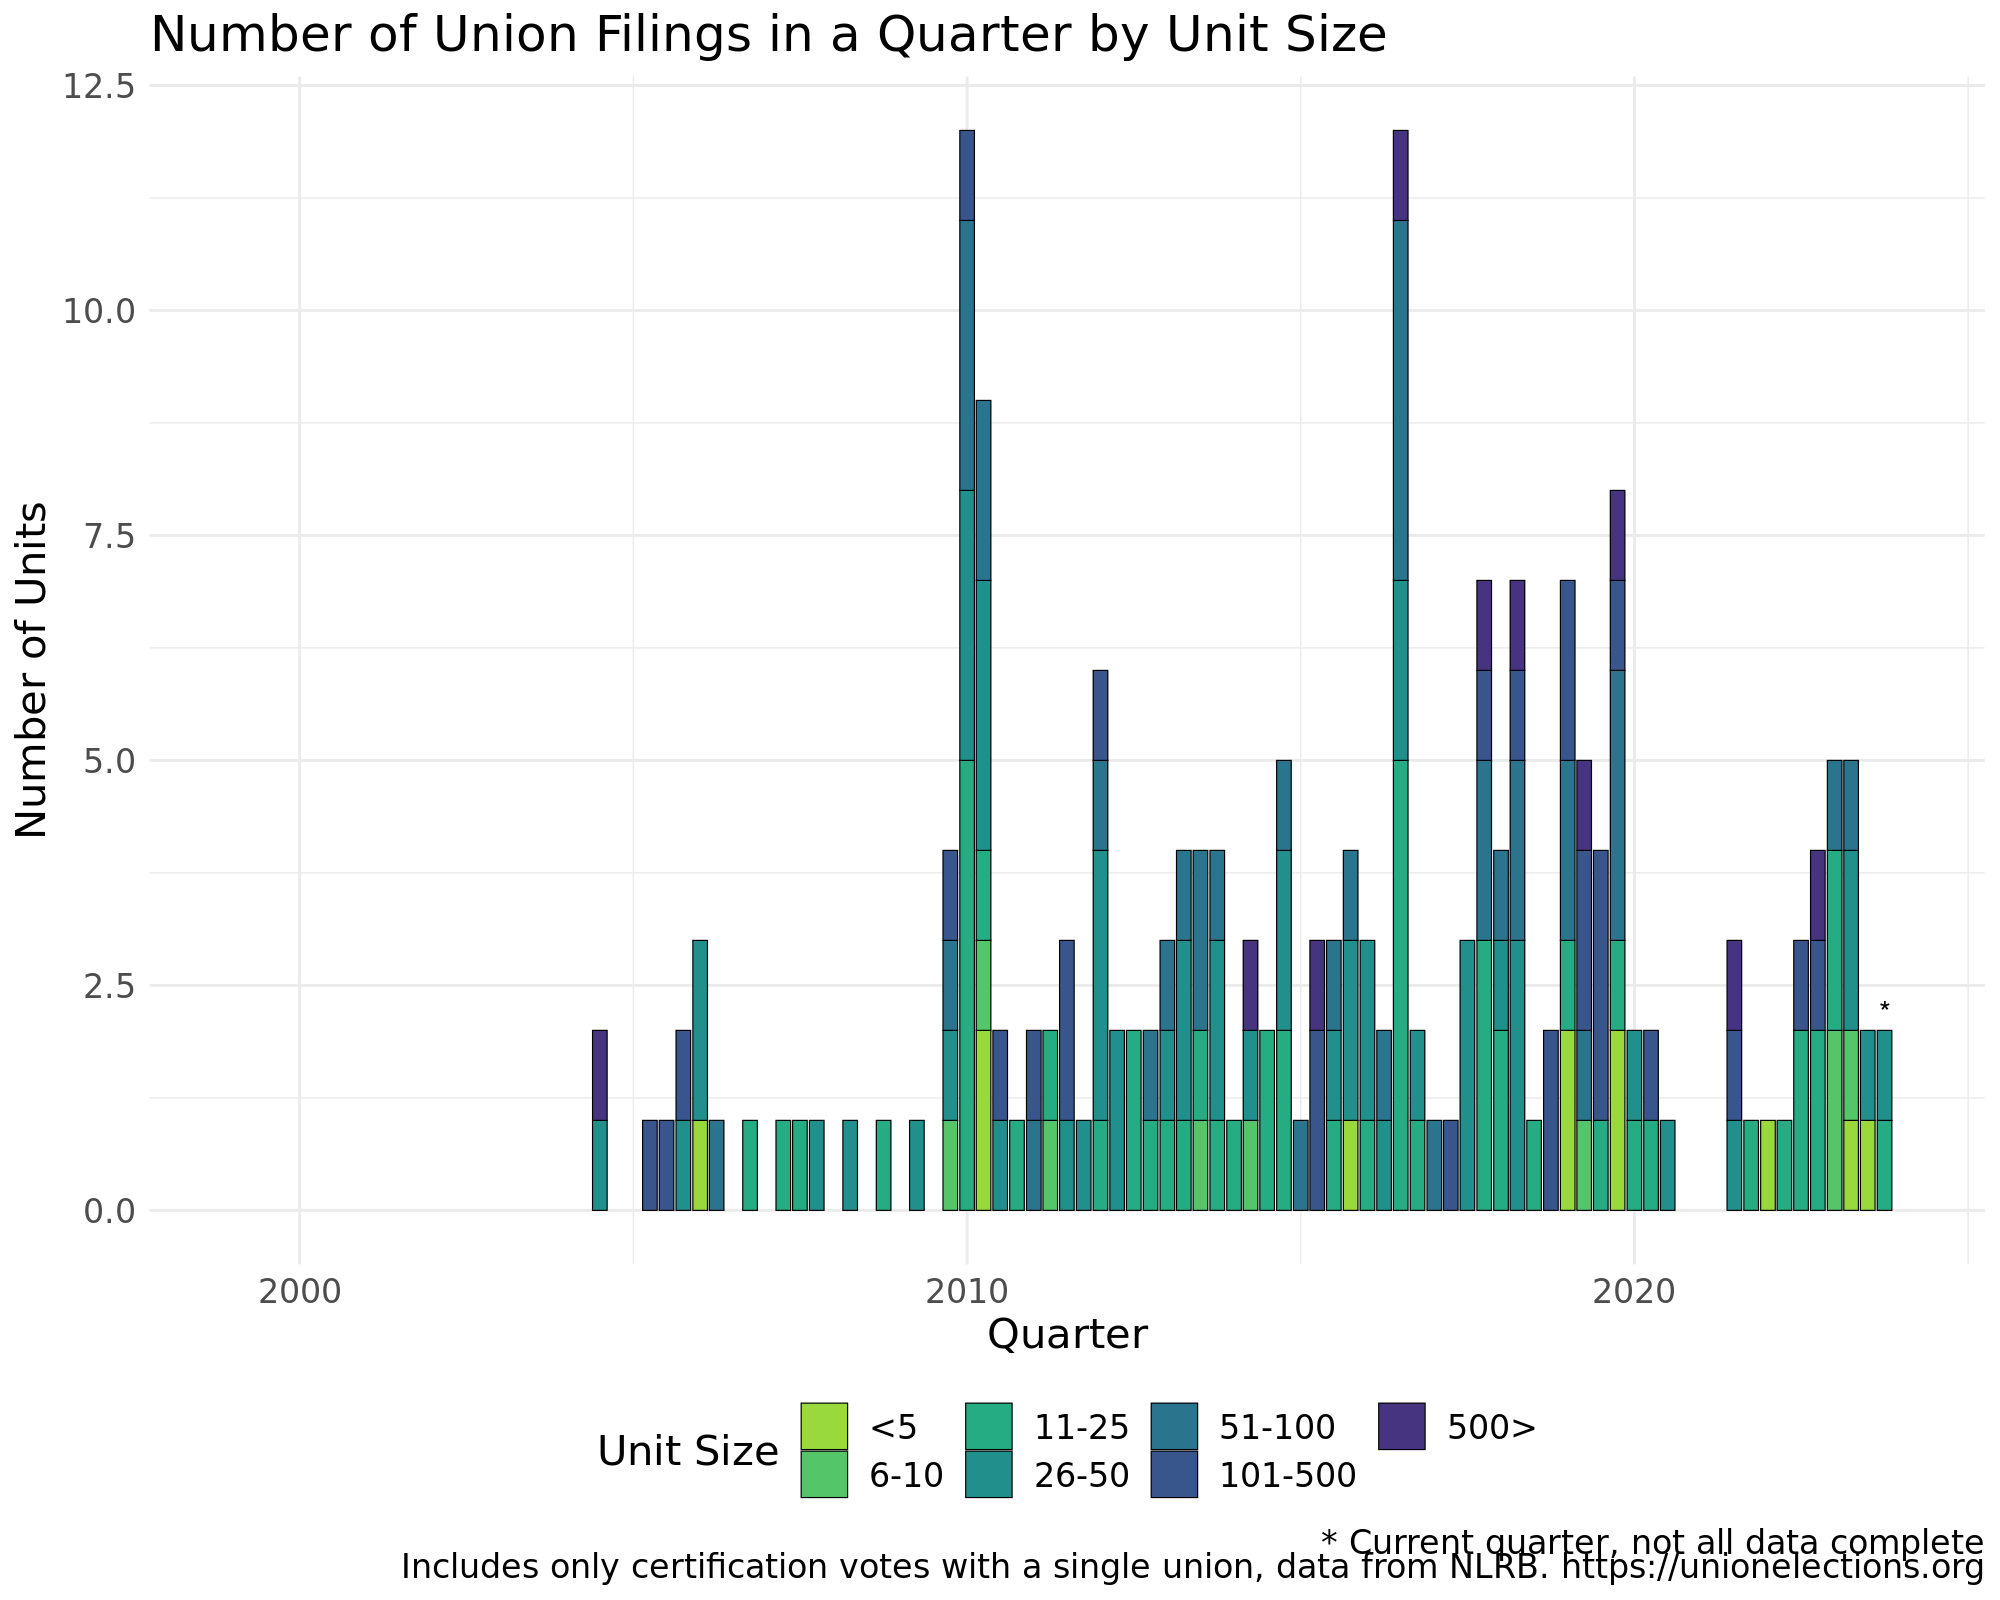 Number of Union Filings in a Quarter by Unit Size
Number of Units
12.5
10.0
7.5
5.0
2.5
0.0
*
2000 2010 2020
Quarter
Unit Size
<5 11-25 51-100 500>
6-10 26-50 101-500
* Current quarter, not all data complete
Includes only certification votes with a single union, data from NLRB. https://unionelections.org